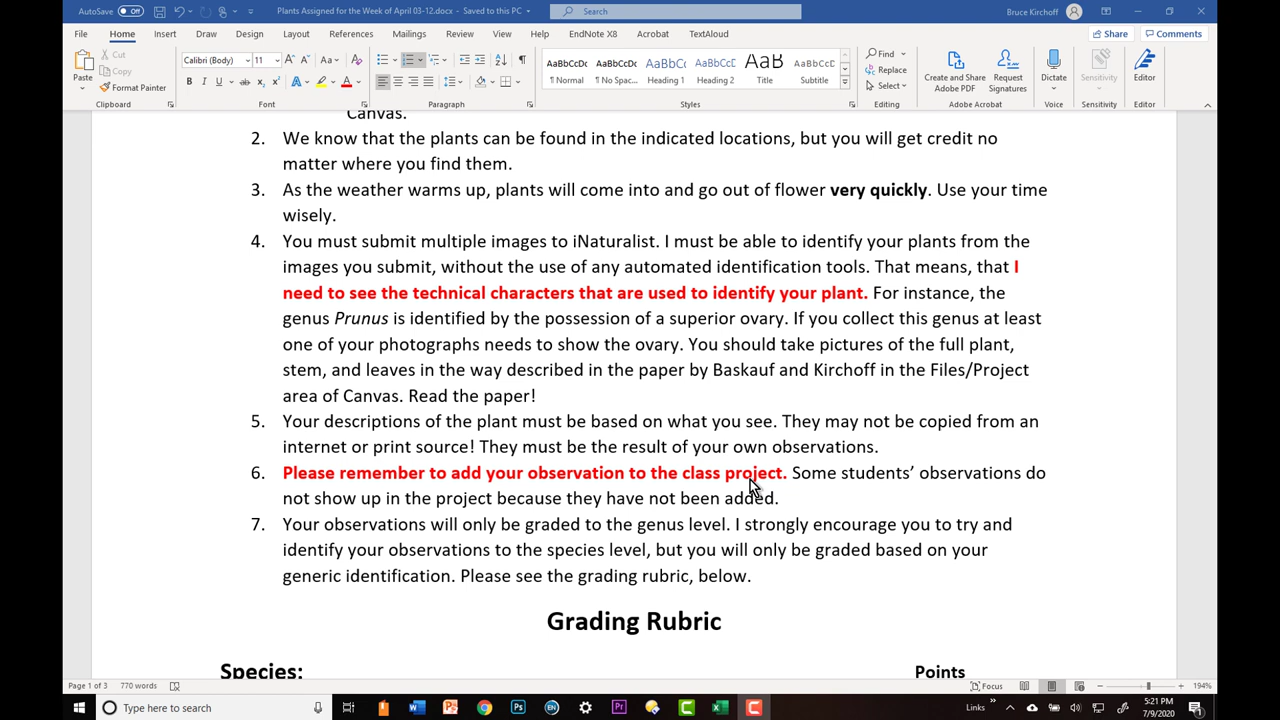 AutoSave Off Plants Assigned for the Week of April 03-12.docx - Saved to this PC Search Bruce Kirchoff
File Home Insert Draw Design Layout References Mailings Review View Help EndNote X8 Acrobat TextAloud Share Comments
Paste Cut Copy Format Painter
Calibri (Body) 11
AaBbCcDc AaBbCcDc AaBbCc AaBbCcC AaB AaBbCcDc
¶ Normal ¶ No Spac... Heading 1 Heading 2 Title Subtitle
Find Replace Select
Create and Share Adobe PDF Request Signatures Dictate Sensitivity Editor
Clipboard Font Paragraph Styles Editing Adobe Acrobat Voice Sensitivity Editor
Canvas.
2. We know that the plants can be found in the indicated locations, but you will get credit no
matter where you find them.
3. As the weather warms up, plants will come into and go out of flower very quickly. Use your time
wisely.
4. You must submit multiple images to iNaturalist. I must be able to identify your plants from the
images you submit, without the use of any automated identification tools. That means, that I
need to see the technical characters that are used to identify your plant. For instance, the
genus Prunus is identified by the possession of a superior ovary. If you collect this genus at least
one of your photographs needs to show the ovary. You should take pictures of the full plant,
stem, and leaves in the way described in the paper by Baskauf and Kirchoff in the Files/Project
area of Canvas. Read the paper!
5. Your descriptions of the plant must be based on what you see. They may not be copied from an
internet or print source! They must be the result of your own observations.
6. Please remember to add your observation to the class project. Some students’ observations do
not show up in the project because they have not been added.
7. Your observations will only be graded to the genus level. I strongly encourage you to try and
identify your observations to the species level, but you will only be graded based on your
generic identification. Please see the grading rubric, below.
Grading Rubric
Species: Points
Page 1 of 3 770 words Focus 194%
Type here to search Links 5:21 PM
7/9/2020